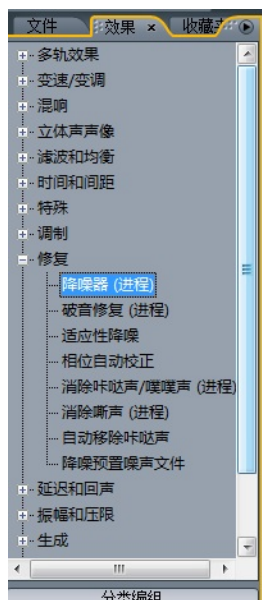 文件 效果 × 收藏夹
多轨效果
变速/变调
混响
立体声声像
滤波和均衡
时间和间距
特殊
调制
修复
降噪器 (进程)
破音修复 (进程)
适应性降噪
相位自动校正
消除咔哒声/噗噗声 (进程)
消除嘶声 (进程)
自动移除咔哒声
降噪预置噪声文件
延迟和回声
振幅和压限
生成
分类编组